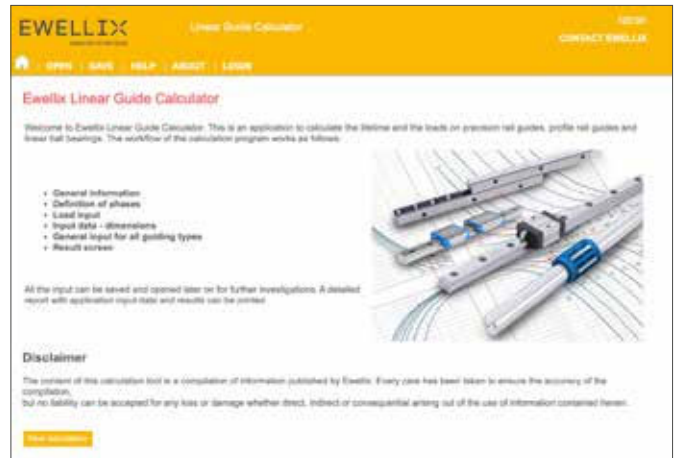 EWELLIX
Linear Guide Calculator
CONTACT EWELLIX
OPEN | SAVE | HELP | ABOUT | LOGIN
Ewellix Linear Guide Calculator
Welcome to Ewellix Linear Guide Calculator. This is an application to calculate the lifetime and the loads on precision rail guides, profile rail guides and
linear ball bearings. The workflow of the calculation program works as follows:
• General information
• Definition of phases
• Load input
• Input data - dimensions
• General input for all guiding types
• Result screen
All the input can be saved and opened later on for further investigations. A detailed
report with application input data and results can be printed.
Disclaimer
The content of this calculation tool is a compilation of information published by Ewellix. Every care has been taken to ensure the accuracy of the
compilation,
but no liability can be accepted for any loss or damage whether direct, indirect or consequential arising out of the use of information contained herein.